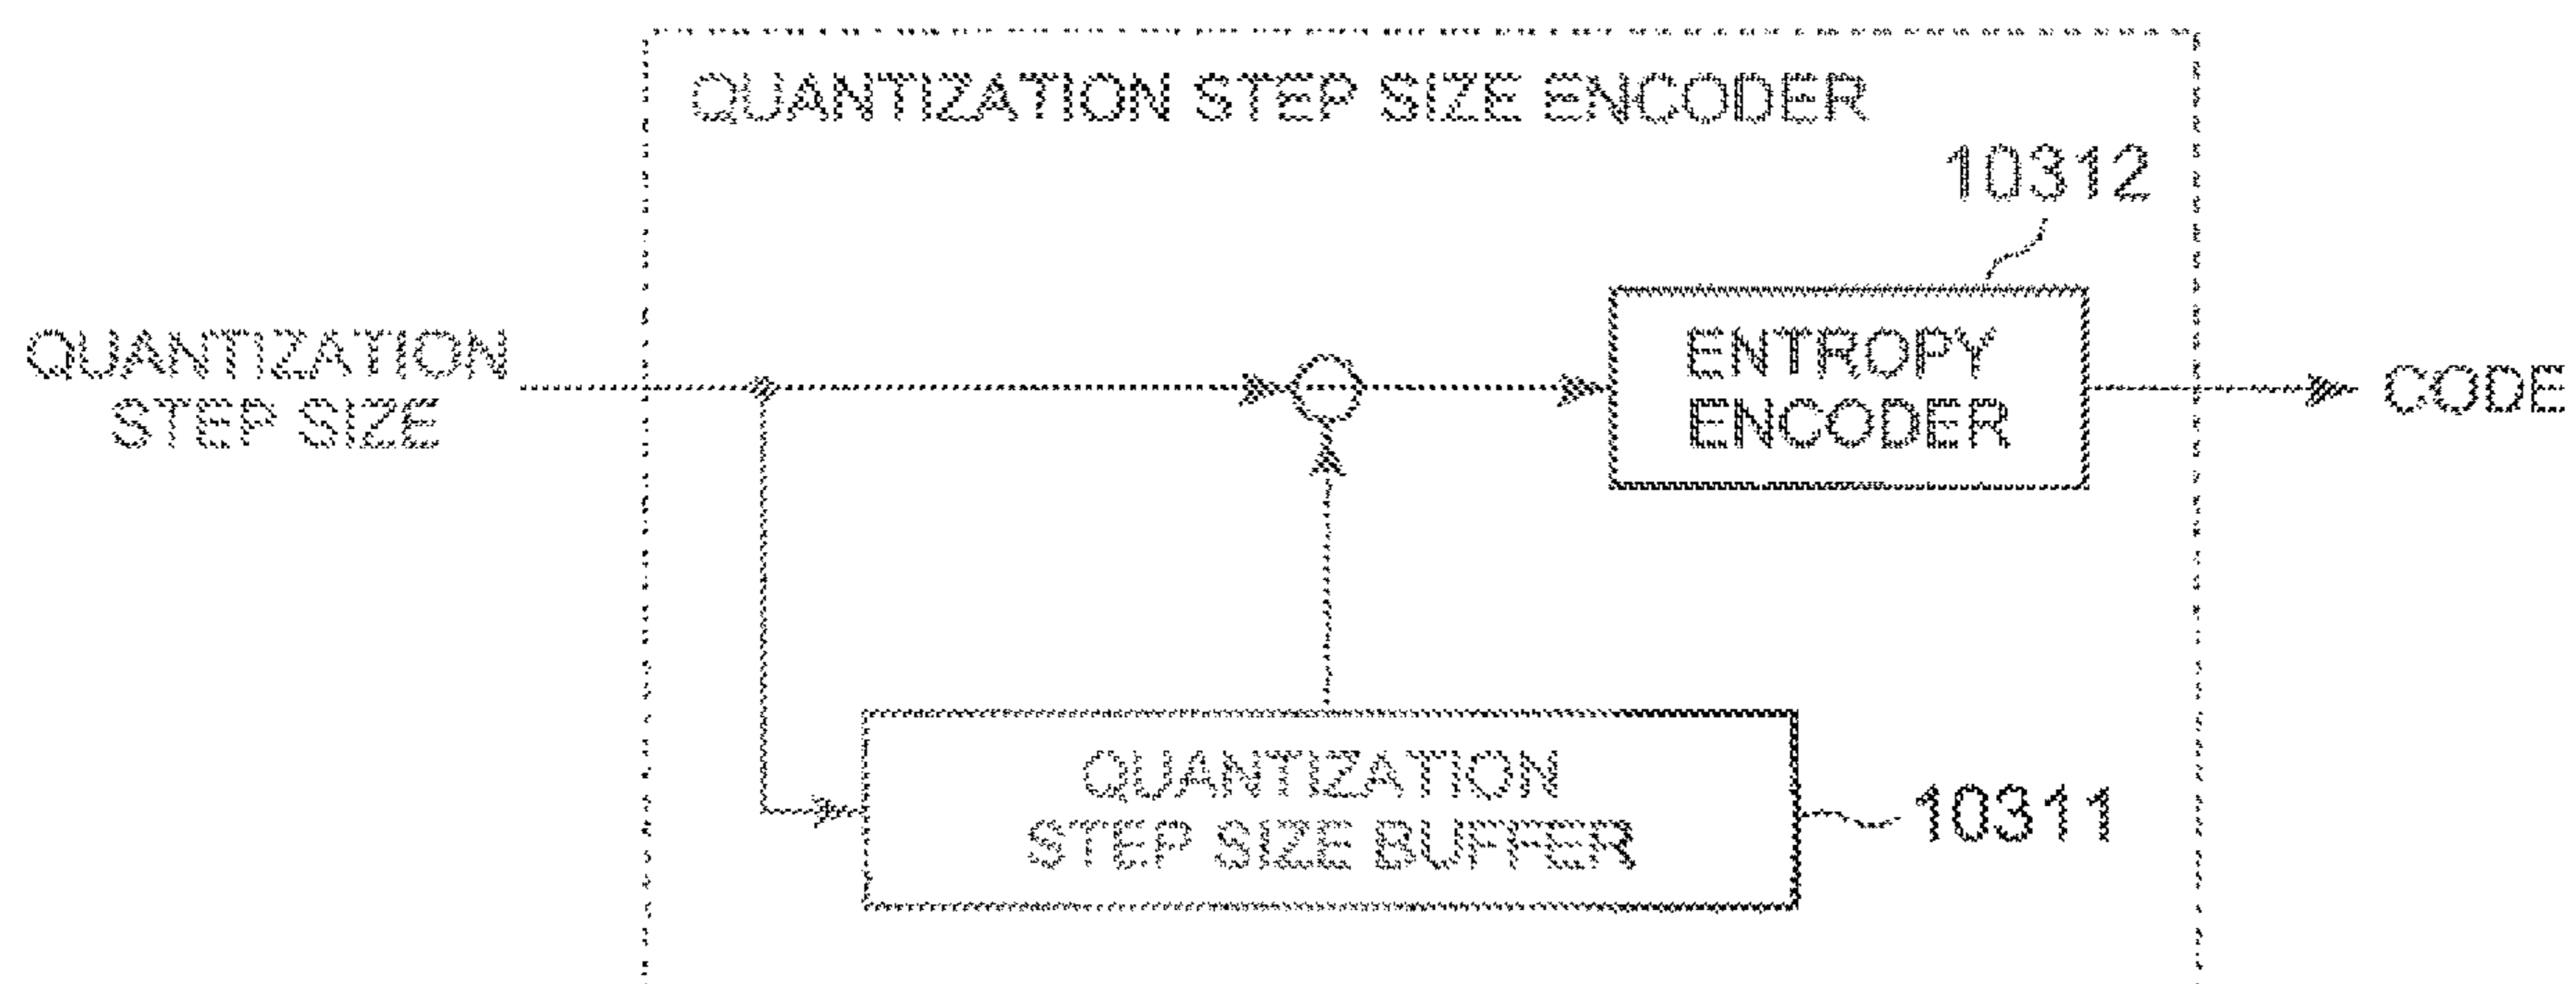 QUANTIZATION STEP SIZE ENCODER
10312
QUANTIZATION
STEP SIZE
ENTROPY
ENCODER
CODE
QUANTIZATION
STEP SIZE BUFFER
10311